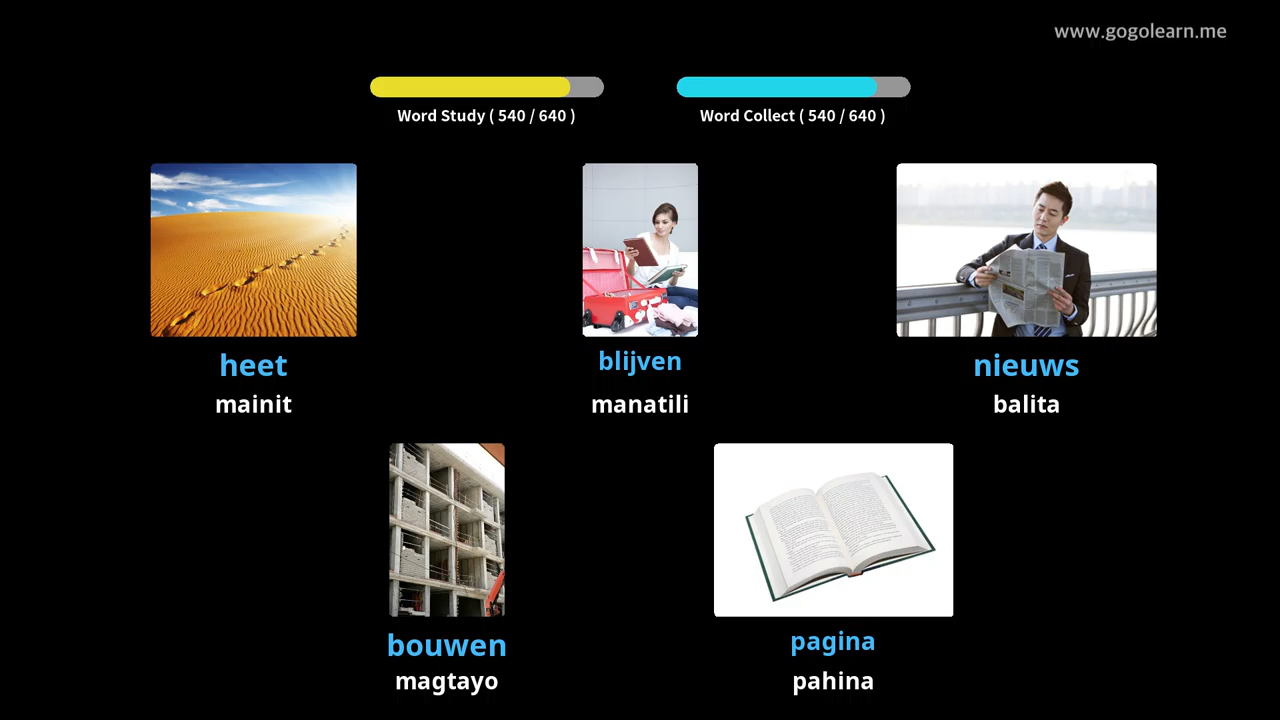 www.gogolearn.me
Word Study ( 540 / 640 )
Word Collect ( 540 / 640 )
heet
mainit
blijven
manatili
nieuws
balita
bouwen
magtayo
pagina
pahina